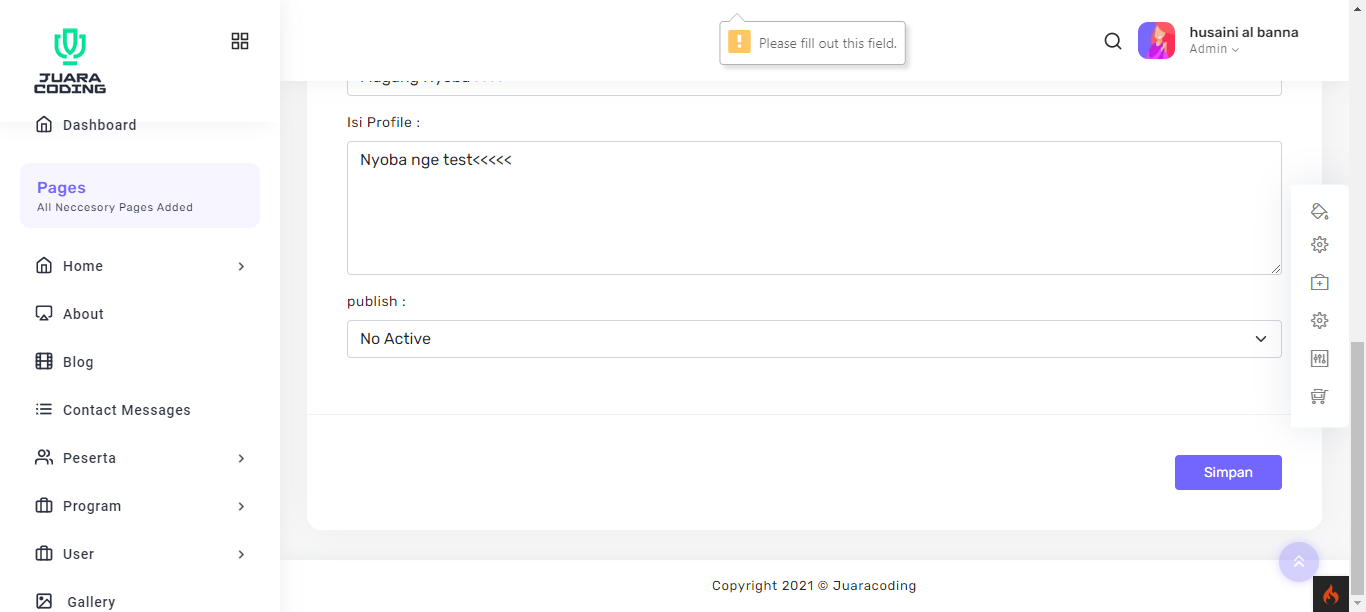 JUARA
CODING
Please fill out this field.
husaini al banna
Admin
Dashboard
Pages
All Neccesory Pages Added
Home
About
Blog
Contact Messages
Peserta
Program
User
Gallery
Isi Profile :
Nyoba nge test<<<<<
publish :
No Active
Simpan
Copyright 2021 © Juaracoding